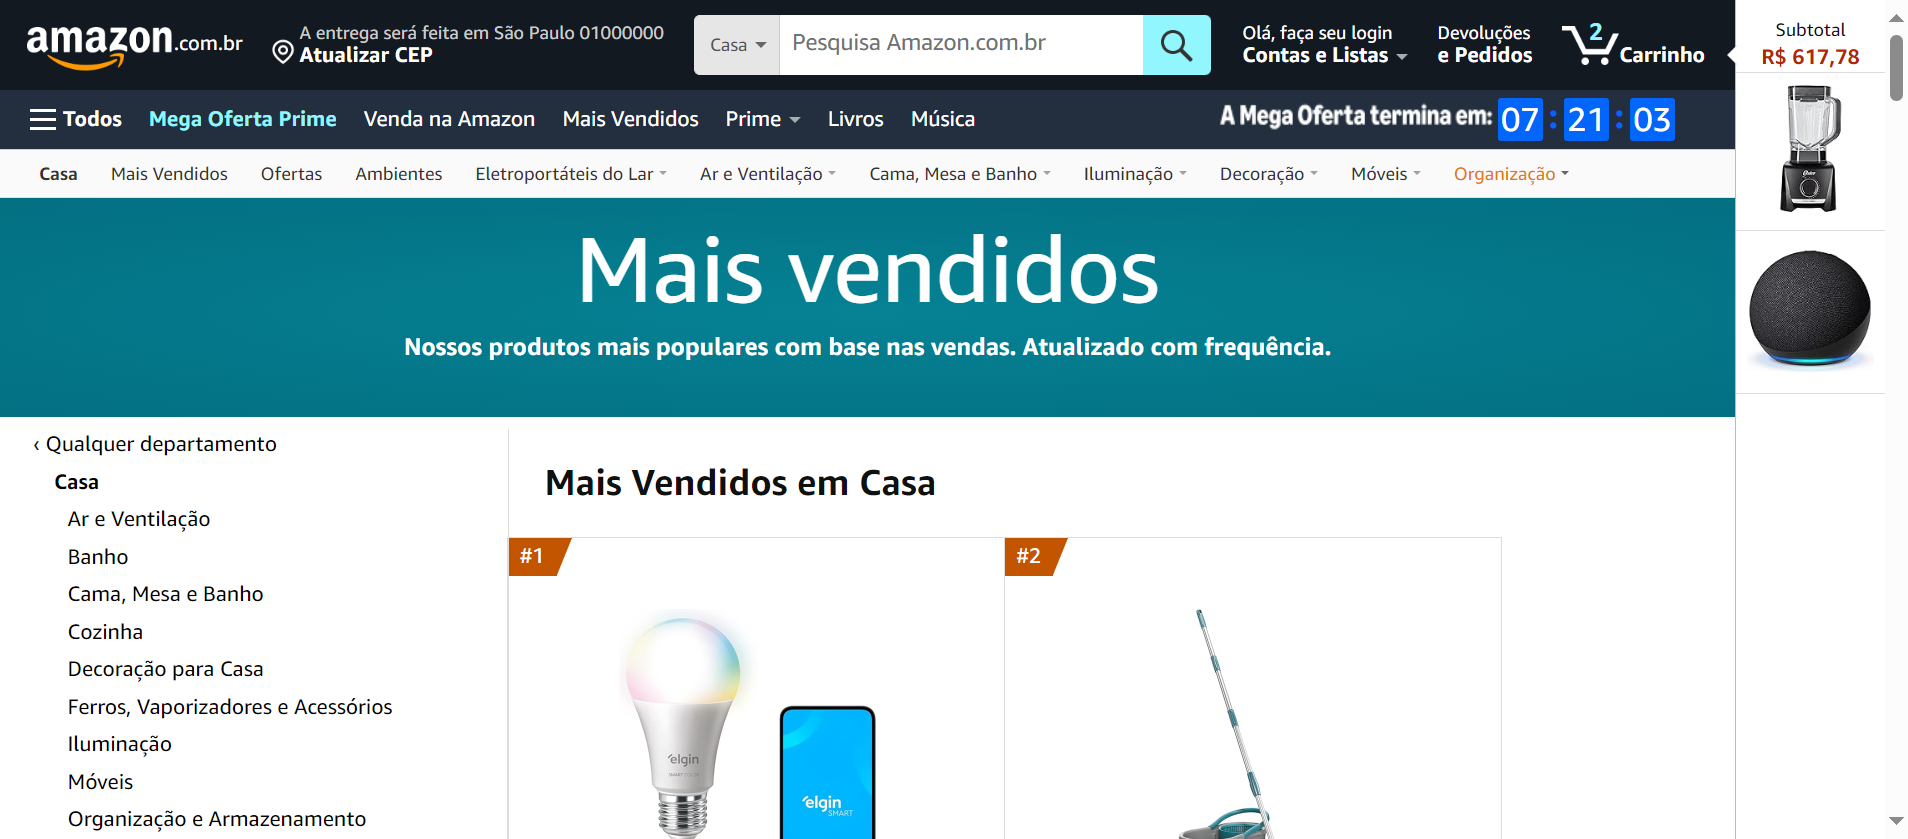 amazon.com.br
A entrega será feita em São Paulo 01000000
Atualizar CEP
Casa
Pesquisa Amazon.com.br
Olá, faça seu login
Contas e Listas
Devoluções
e Pedidos
2
Carrinho
Subtotal
R$ 617,78
Todos
Mega Oferta Prime
Venda na Amazon
Mais Vendidos
Prime
Livros
Música
A Mega Oferta termina em: 07 : 21 : 03
Casa
Mais Vendidos
Ofertas
Ambientes
Eletroportáteis do Lar
Ar e Ventilação
Cama, Mesa e Banho
Iluminação
Decoração
Móveis
Organização
Mais vendidos
Nossos produtos mais populares com base nas vendas. Atualizado com frequência.
‹ Qualquer departamento
Casa
Ar e Ventilação
Banho
Cama, Mesa e Banho
Cozinha
Decoração para Casa
Ferros, Vaporizadores e Acessórios
Iluminação
Móveis
Organização e Armazenamento
Mais Vendidos em Casa
#1
elgin
SMART COLOR
elgin
SMART
#2
Oster